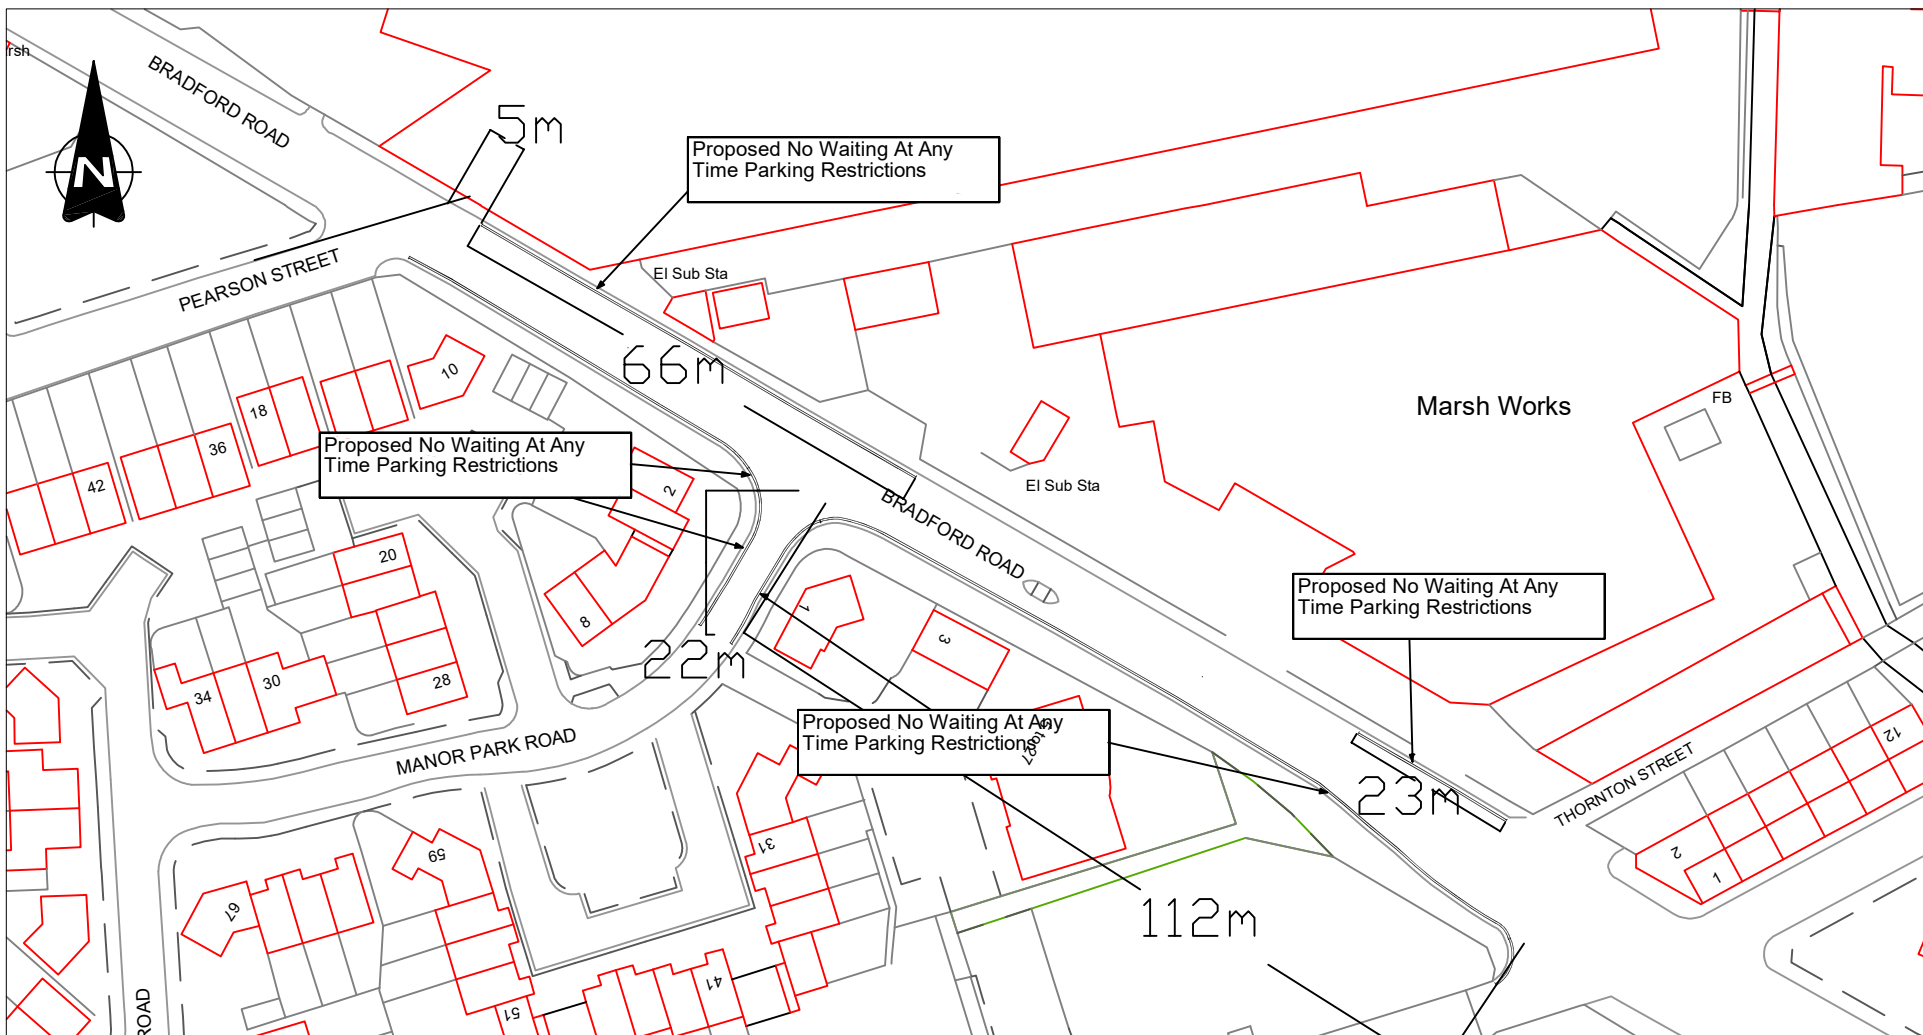 rsh
BRADFORD ROAD
N
5m
Proposed No Waiting At Any
Time Parking Restrictions
PEARSON STREET
El Sub Sta
66m
10
18
36
42
Proposed No Waiting At Any
Time Parking Restrictions
2
8
20
28
30
34
22m
MANOR PARK ROAD
BRADFORD ROAD
El Sub Sta
Marsh Works
FB
1
3
Proposed No Waiting At Any
Time Parking Restrictions
Proposed No Waiting At Any
Time Parking Restrictions
23m
THORNTON STREET
12
2
1
112m
31
59
67
41
51
ROAD